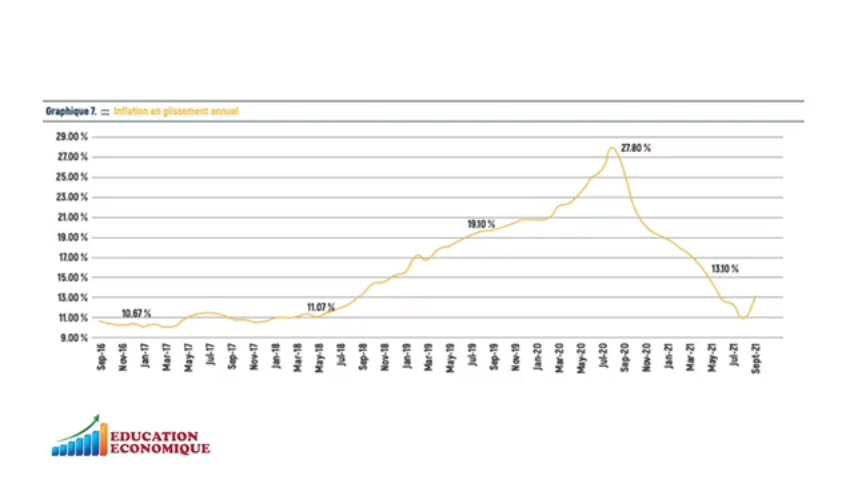 Graphique 7. = Inflation en glissement annuel
29.00 %
27.00 %
25.00 %
23.00 %
21.00 %
19.00 %
17.00 %
15.00 %
13.00 %
11.00 %
9.00 %
10.67 %
11.07 %
19.10 %
27.80 %
13.10 %
Sep-16
Nov-16
Jan-17
Mar-17
May-17
Jul-17
Sep-17
Nov-17
Jan-18
Mar-18
May-18
Jul-18
Sep-18
Nov-18
Jan-19
Mar-19
May-19
Jul-19
Sep-19
Nov-19
Jan-20
Mar-20
May-20
Jul-20
Sep-20
Nov-20
Jan-21
Mar-21
May-21
Jul-21
Sept-21
EDUCATION
ECONOMIQUE